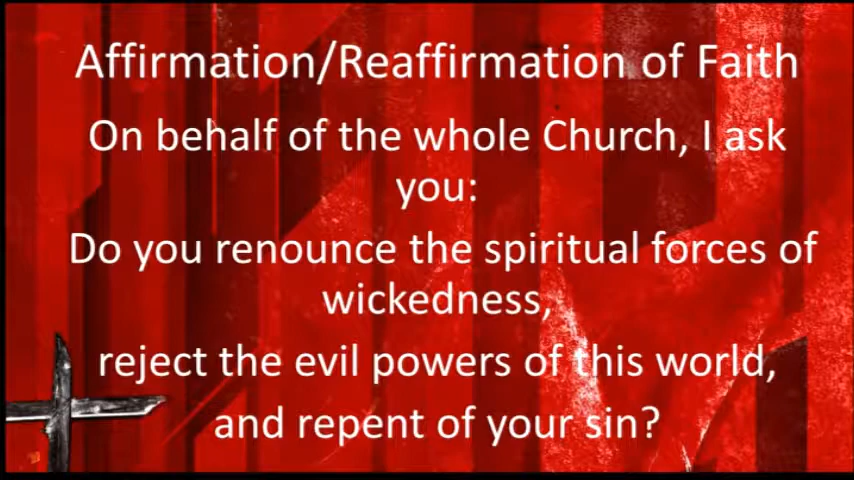 Affirmation/Reaffirmation of Faith
On behalf of the whole Church, I ask
you:
Do you renounce the spiritual forces of
wickedness,
reject the evil powers of this world,
and repent of your sin?